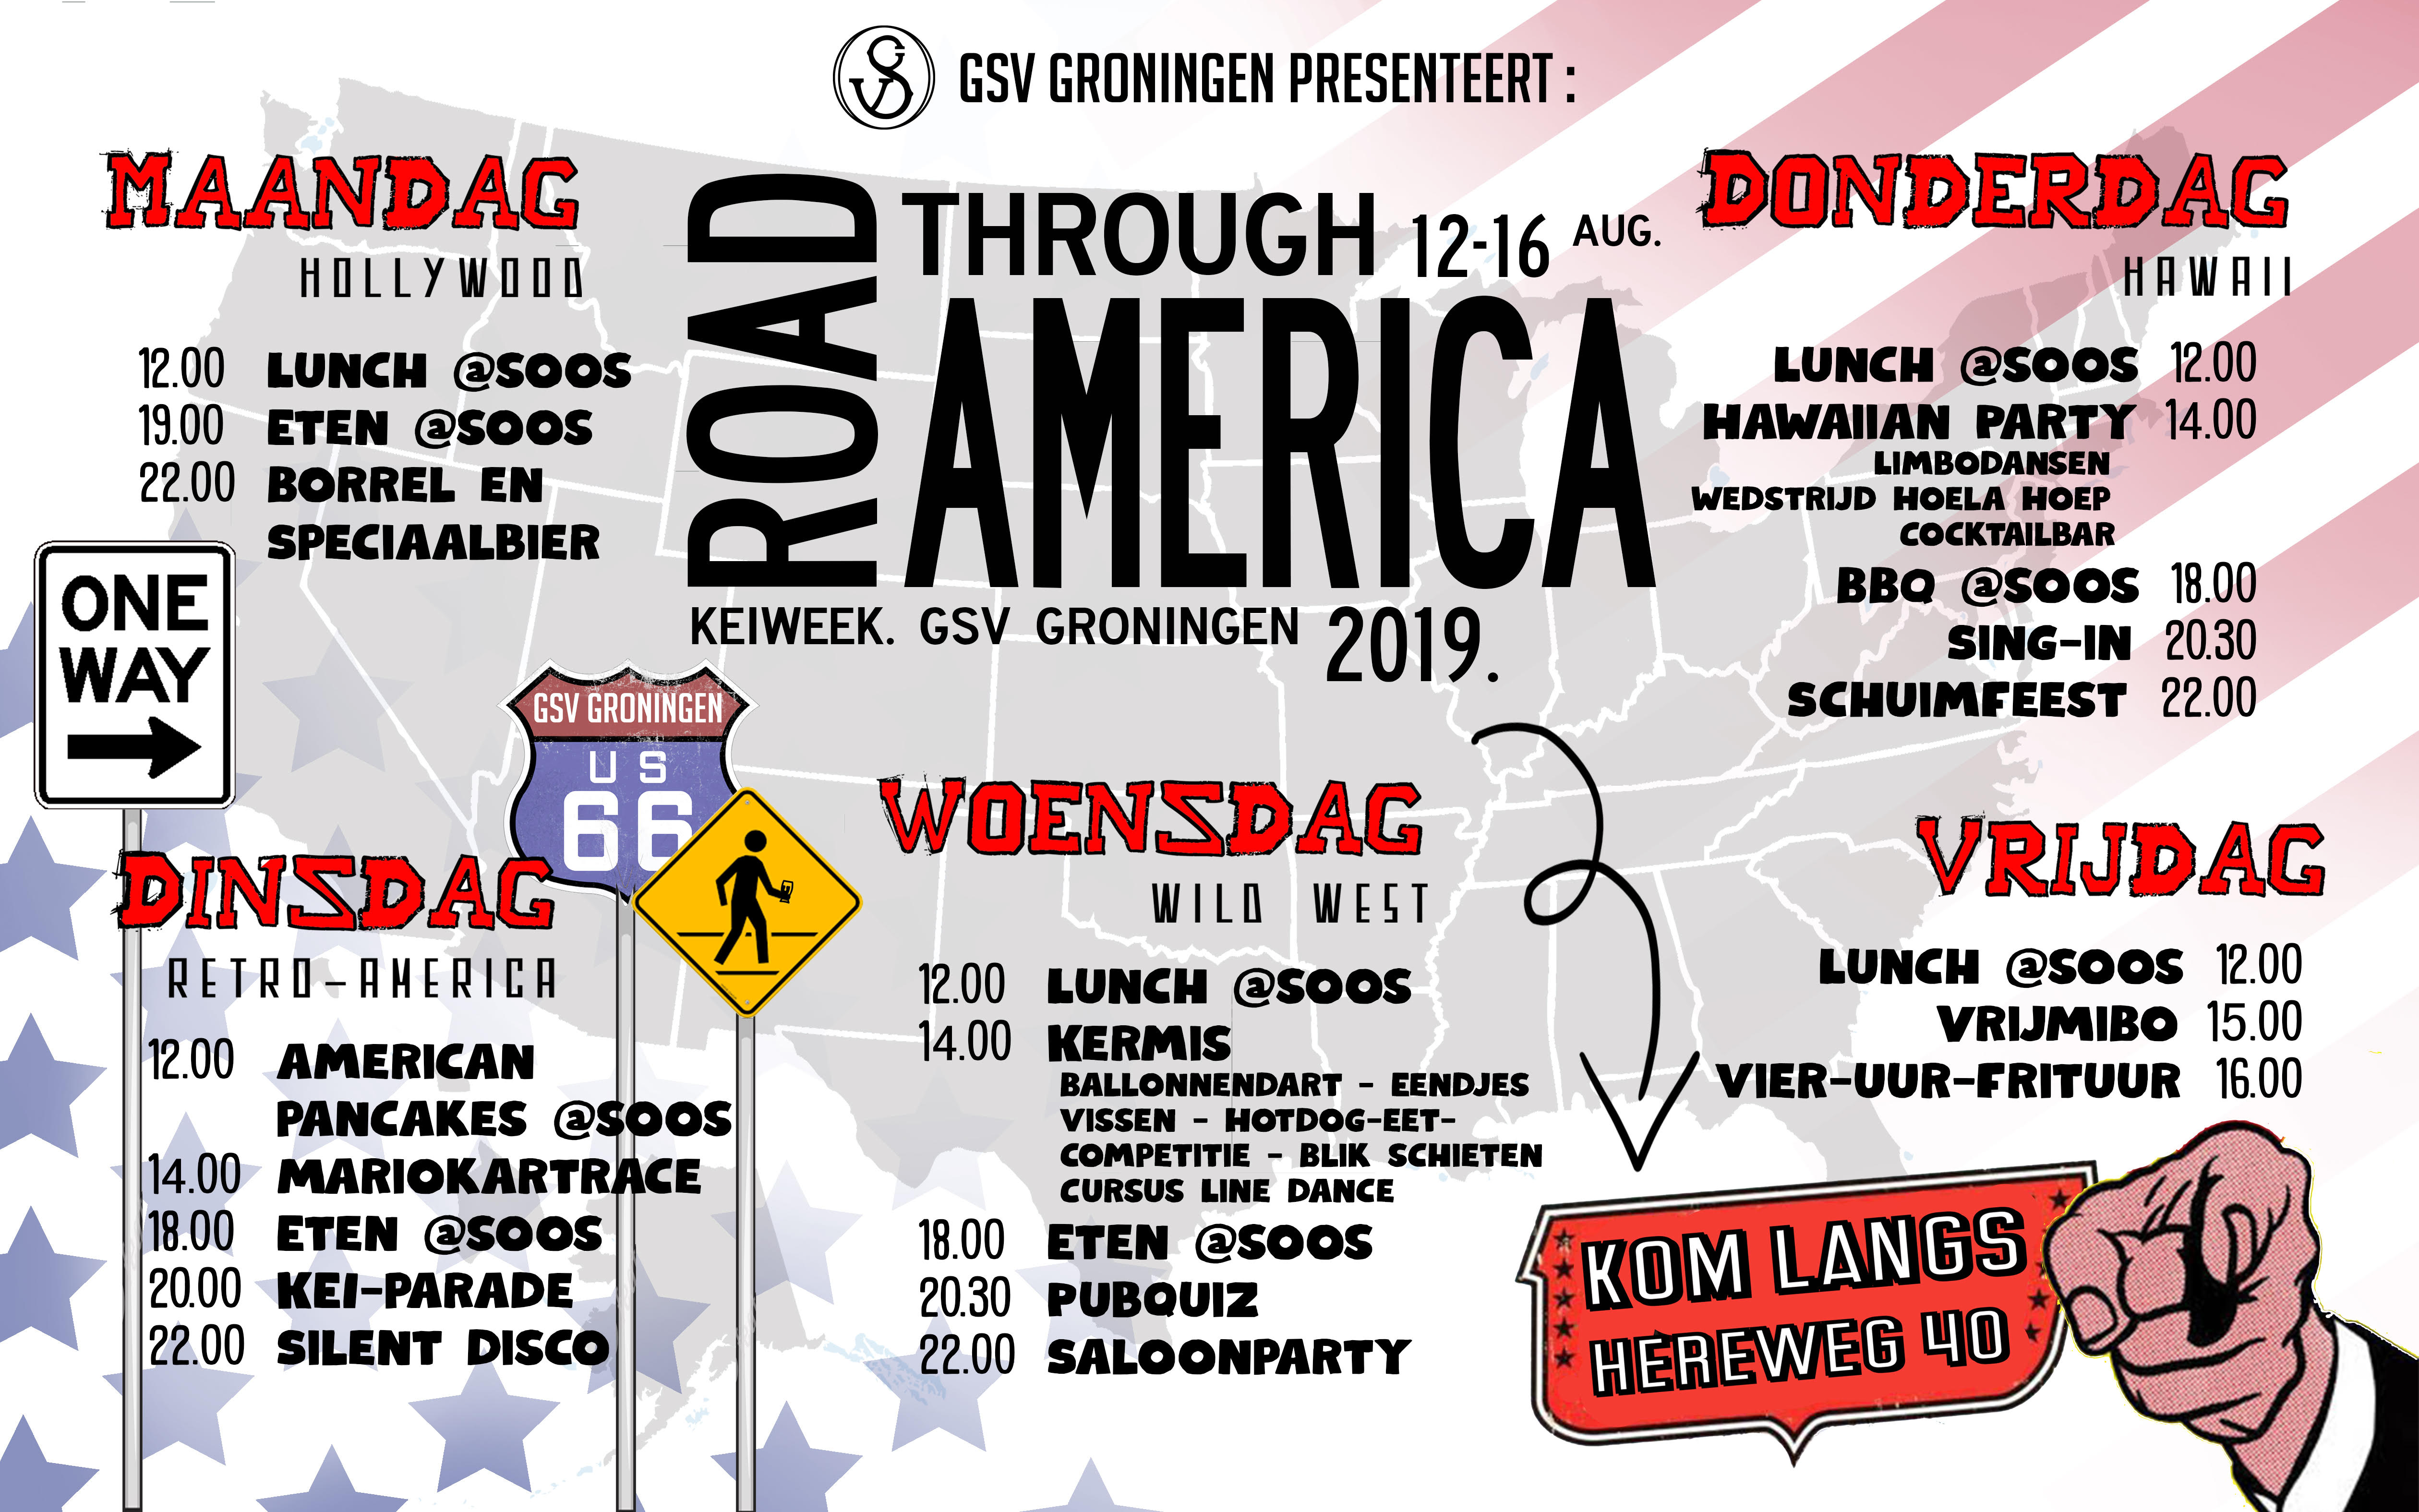 GSV GRONINGEN PRESENTEERT :
ROAD
THROUGH 12-16 AUG.
AMERICA
KEIWEEK. GSV GRONINGEN 2019.
MAANDAG
HOLLYWOOD
12.00 LUNCH @SOOS
19.00 ETEN @SOOS
22.00 BORREL EN
SPECIAALBIER
ONE
WAY
GSV GRONINGEN
US
66
DINSDAG
RETRO-AMERICA
12.00 AMERICAN
PANCAKES @SOOS
14.00 MARIOKARTRACE
18.00 ETEN @SOOS
20.00 KEI-PARADE
22.00 SILENT DISCO
WOENSDAG
WILD WEST
12.00 LUNCH @SOOS
14.00 KERMIS
BALLONNENDART - EENDJES
VISSEN - HOTDOG-EET-
COMPETITIE - BLIK SCHIETEN
CURSUS LINE DANCE
18.00 ETEN @SOOS
20.30 PUBQUIZ
22.00 SALOONPARTY
DONDERDAG
HAWAII
LUNCH @SOOS 12.00
HAWAIIAN PARTY 14.00
LIMBODANSEN
WEDSTRIJD HOELA HOEP
COCKTAILBAR
BBQ @SOOS 18.00
SING-IN 20.30
SCHUIMFEEST 22.00
VRIJDAG
LUNCH @SOOS 12.00
VRIJMIBO 15.00
VIER-UUR-FRITUUR 16.00
KOM LANGS
HEREWEG 40